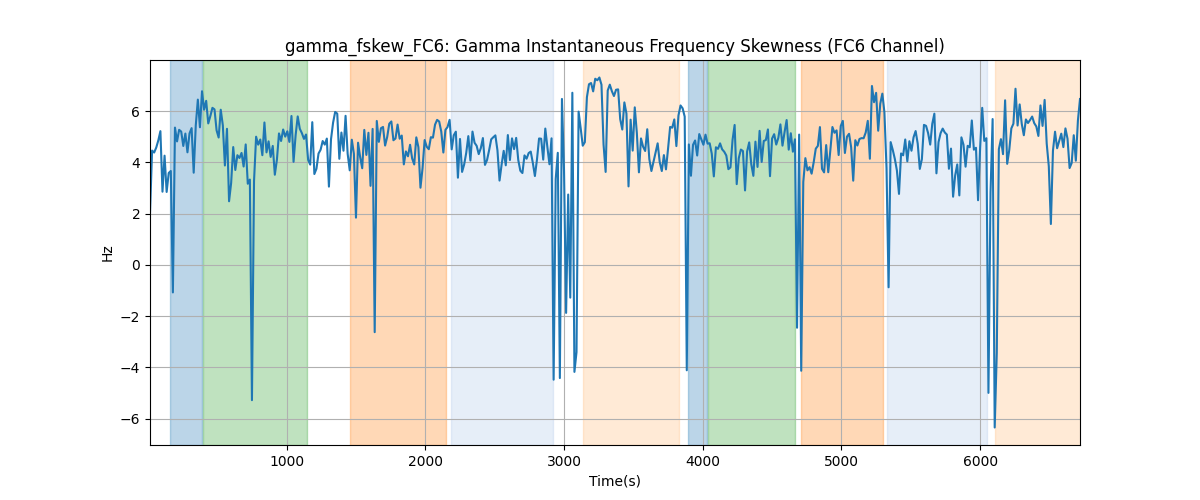 gamma_fskew_FC6: Gamma Instantaneous Frequency Skewness (FC6 Channel)
6
4
2
0
−2
−4
−6
Hz
1000 2000 3000 4000 5000 6000
Time(s)